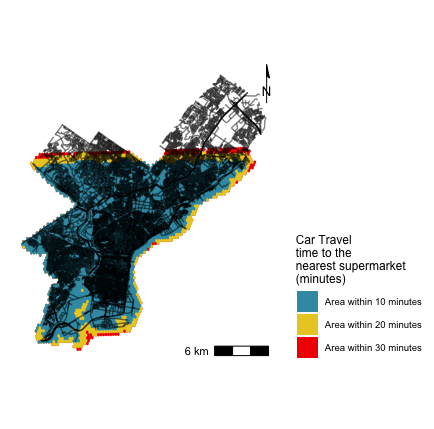 N
Car Travel
time to the
nearest supermarket
(minutes)
Area within 10 minutes
Area within 20 minutes
Area within 30 minutes
6 km